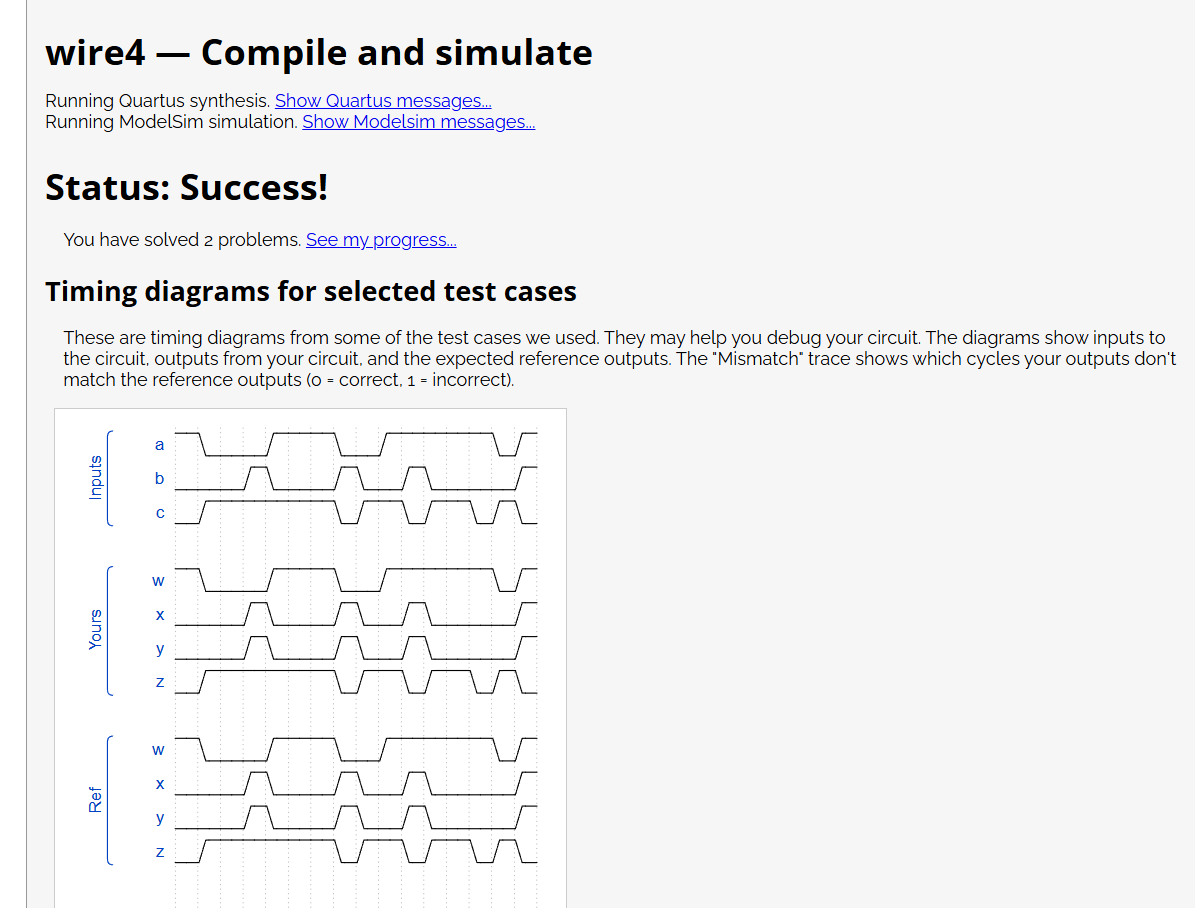 wire4 — Compile and simulate
Running Quartus synthesis. Show Quartus messages...
Running ModelSim simulation. Show Modelsim messages...
Status: Success!
You have solved 2 problems. See my progress...
Timing diagrams for selected test cases
These are timing diagrams from some of the test cases we used. They may help you debug your circuit. The diagrams show inputs to
the circuit, outputs from your circuit, and the expected reference outputs. The "Mismatch" trace shows which cycles your outputs don't
match the reference outputs (0 = correct, 1 = incorrect).
Inputs
a
b
c
Yours
w
x
y
z
Ref
w
x
y
z